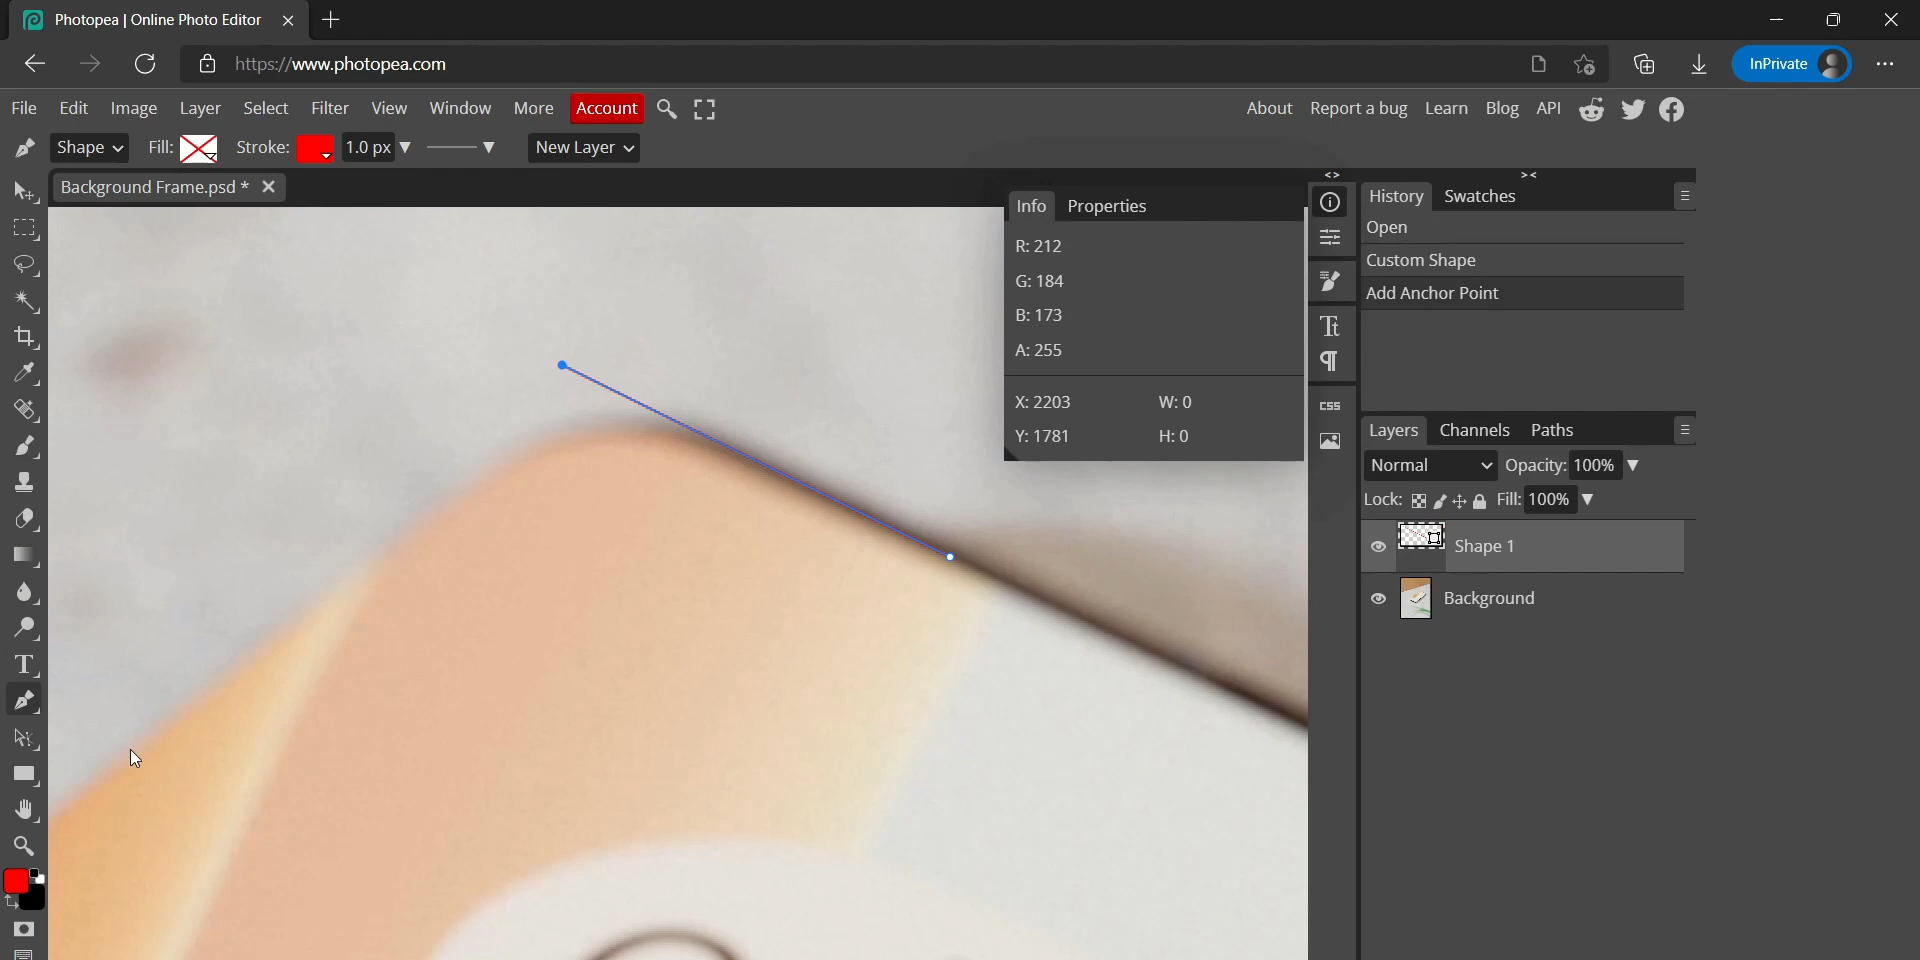 Photopea | Online Photo Editor
https://www.photopea.com
InPrivate
File Edit Image Layer Select Filter View Window More Account
About Report a bug Learn Blog API
Shape Fill: Stroke: 1.0 px New Layer
Background Frame.psd *
Info Properties
R: 212
G: 184
B: 173
A: 255
X: 2203 W: 0
Y: 1781 H: 0
CSS
History Swatches
Open
Custom Shape
Add Anchor Point
Layers Channels Paths
Normal Opacity: 100%
Lock: Fill: 100%
Shape 1
Background